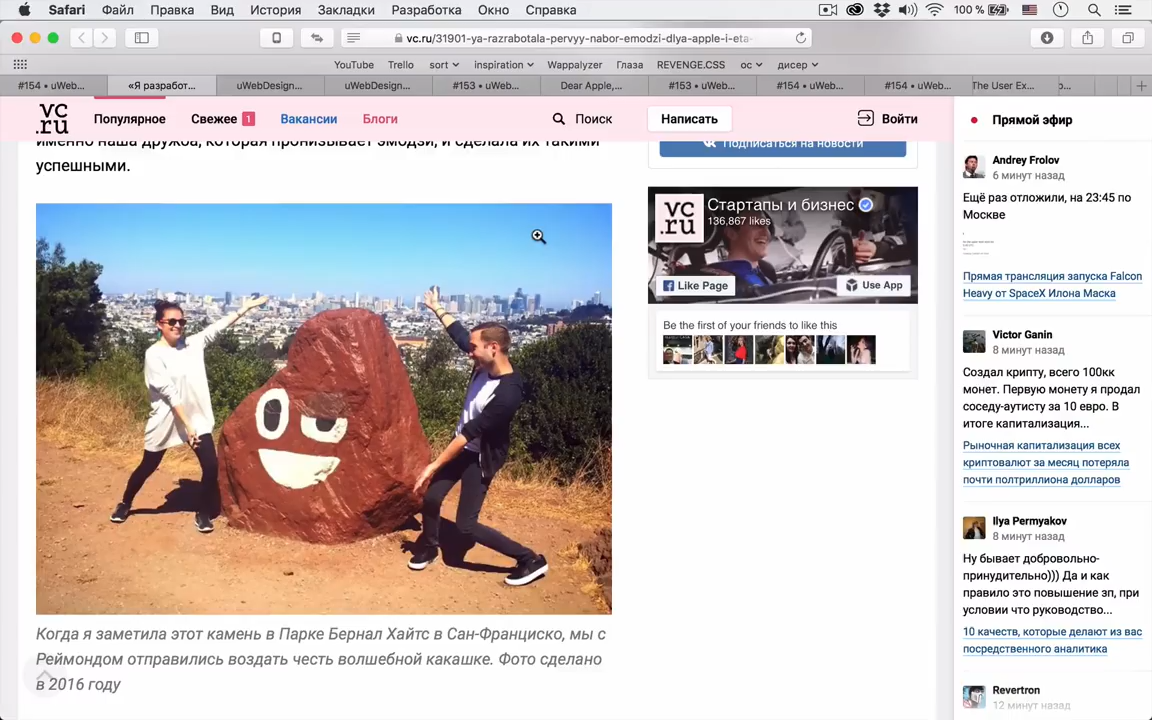 Safari Файл Правка Вид История Закладки Разработка Окно Справка 100 %
vc.ru/31901-ya-razrabotala-pervyy-nabor-emodzi-dlya-apple-i-eta-
YouTube Trello sort inspiration Wappalyzer Глаза REVENGE.CSS ос дисер
#154 • uWeb... «Я разработ... uWebDesign... uWebDesign... #153 • uWeb... Dear Apple,... #153 • uWeb... #154 • uWeb... #154 • uWeb... The User Ex...
vc
.ru
Популярное Свежее 1 Вакансии Блоги Поиск Написать Войти
Прямой эфир
именно наша дружба, которая пронизывает эмодзи, и сделала их такими
успешными.
Когда я заметила этот камень в Парке Бернал Хайтс в Сан-Франциско, мы с
Реймондом отправились воздать честь волшебной какашке. Фото сделано
в 2016 году
Подписаться на новости
vc
.ru
Стартапы и бизнес
136,867 likes
Like Page Use App
Be the first of your friends to like this
Andrey Frolov
6 минут назад
Ещё раз отложили, на 23:45 по
Москве
Прямая трансляция запуска Falcon
Heavy от SpaceX Илона Маска
Victor Ganin
8 минут назад
Создал крипту, всего 100кк
монет. Первую монету я продал
соседу-аутисту за 10 евро. В
итоге капитализация...
Рыночная капитализация всех
криптовалют за месяц потеряла
почти полтриллиона долларов
Ilya Permyakov
8 минут назад
Ну бывает добровольно-
принудительно))) Да и как
правило это повышение зп, при
условии что руководство...
10 качеств, которые делают из вас
посредственного аналитика
Revertron
12 минут назад